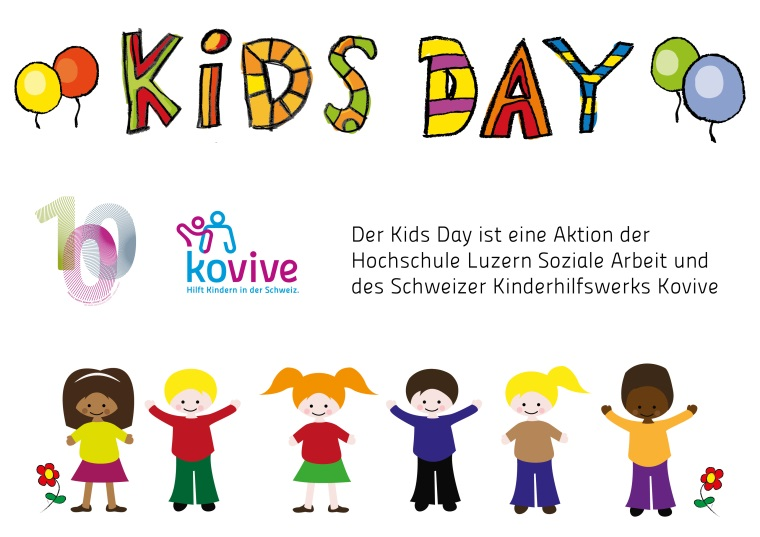 KiDS DAY
100
kovive
Hilft Kindern in der Schweiz.
Der Kids Day ist eine Aktion der
Hochschule Luzern Soziale Arbeit und
des Schweizer Kinderhilfswerks Kovive